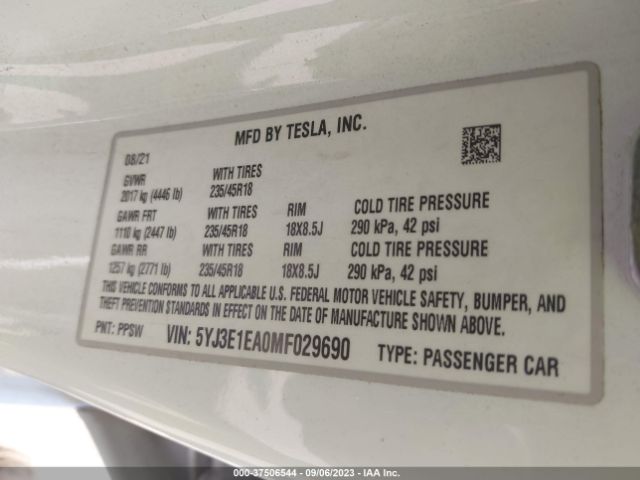 MFD BY TESLA, INC.
08/21
GVWR WITH TIRES
2017 kg (4446 lb) 235/45R18
GAWR FRT WITH TIRES RIM COLD TIRE PRESSURE
1110 kg (2447 lb) 235/45R18 18X8.5J 290 kPa, 42 psi
GAWR RR WITH TIRES RIM COLD TIRE PRESSURE
1257 kg (2771 lb) 235/45R18 18X8.5J 290 kPa, 42 psi
THIS VEHICLE CONFORMS TO ALL APPLICABLE U.S. FEDERAL MOTOR VEHICLE SAFETY, BUMPER, AND
THEFT PREVENTION STANDARDS IN EFFECT ON THE DATE OF MANUFACTURE SHOWN ABOVE.
PNT: PPSW VIN: 5YJ3E1EA0MF029690 TYPE: PASSENGER CAR
000-37506544 - 09/06/2023 - IAA Inc.